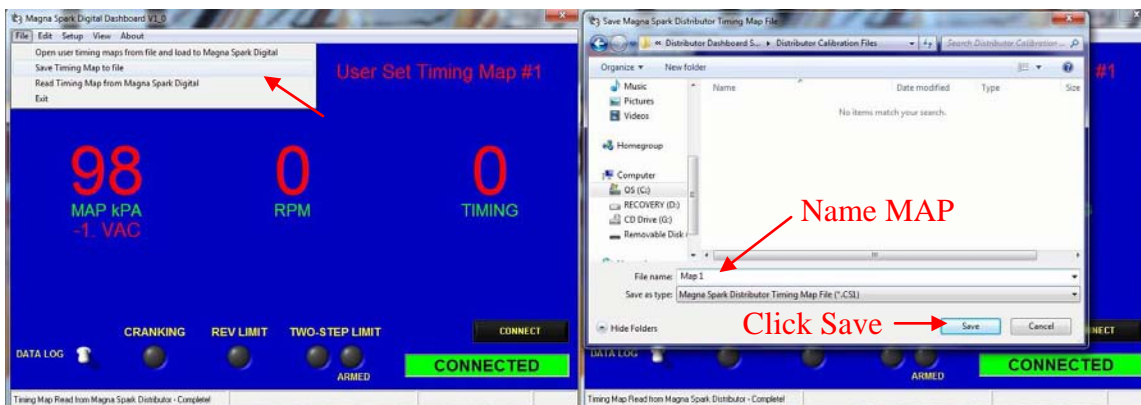 Magna Spark Digital Dashboard V1_0
File Edit Setup View About
Open user timing maps from file and load to Magna Spark Digital
Save Timing Map to file
Read Timing Map from Magna Spark Digital
Exit
User Set Timing Map #1
98
0
0
MAP kPA
RPM
TIMING
-1. VAC
CRANKING
REV LIMIT
TWO-STEP LIMIT
CONNECT
DATA LOG
ARMED
CONNECTED
Timing Map Read from Magna Spark Distributor - Complete!
Save Magna Spark Distributor Timing Map File
« Distributor Dashboard S... ▸ Distributor Calibration Files
Search Distributor Calibration ...
Organize
New folder
Name
Date modified
Type
Size
No items match your search.
Music
Pictures
Videos
Homegroup
Computer
OS (C:)
RECOVERY (D:)
CD Drive (G:)
Removable Disk
Name MAP
File name: Map 1
Save as type: Magna Spark Distributor Timing Map File (*.CS1)
Hide Folders
Click Save
Save
Cancel
#1
NECT
DATA LOG
ARMED
CONNECTED
Timing Map Read from Magna Spark Distributor - Complete!